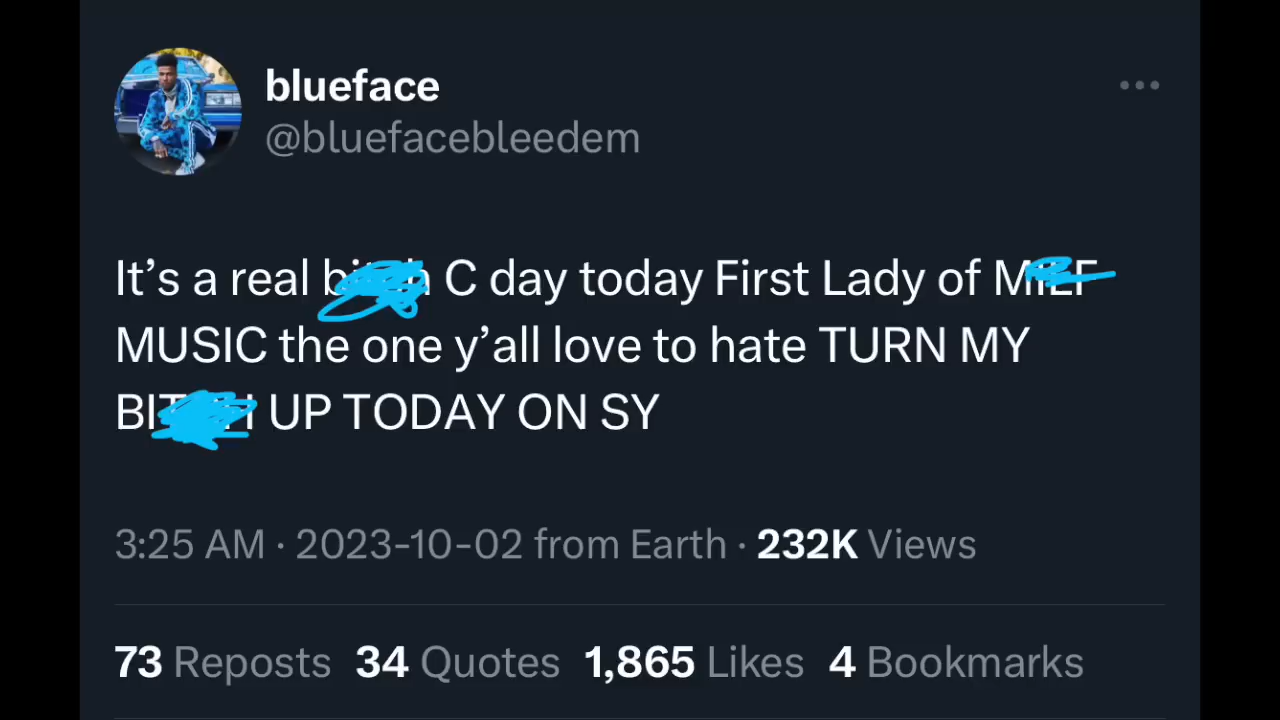 blueface
@bluefacebleedem
It’s a real C day today First Lady of
MUSIC the one y’all love to hate TURN MY
UP TODAY ON SY
3:25 AM · 2023-10-02 from Earth · 232K Views
73 Reposts 34 Quotes 1,865 Likes 4 Bookmarks